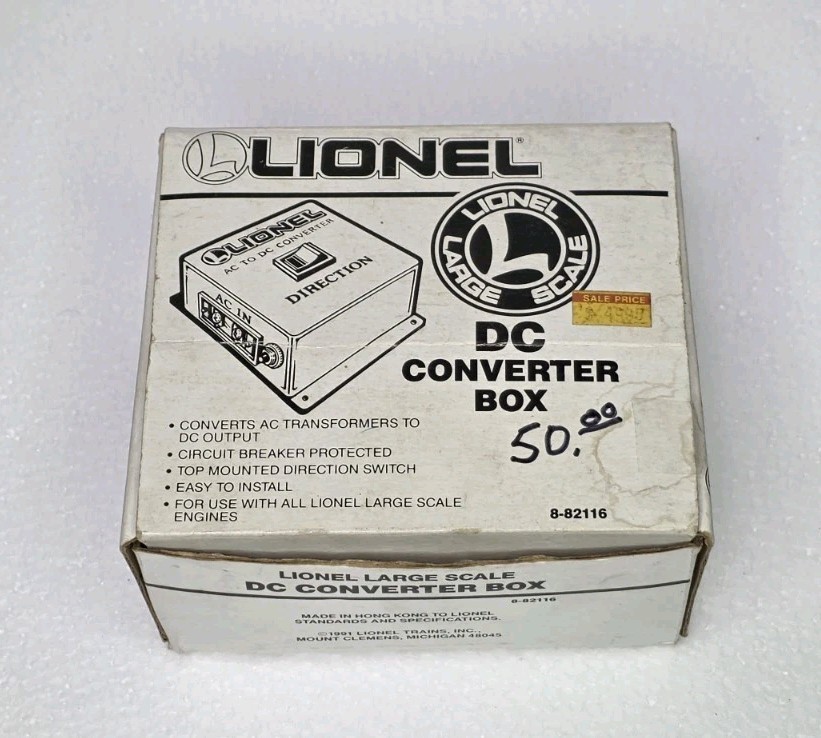 LIONEL®
LIONEL
AC TO DC CONVERTER
DIRECTION
AC IN
LIONEL
LARGE SCALE
SALE PRICE
DC
CONVERTER
BOX
50.00
• CONVERTS AC TRANSFORMERS TO
DC OUTPUT
• CIRCUIT BREAKER PROTECTED
• TOP MOUNTED DIRECTION SWITCH
• EASY TO INSTALL
• FOR USE WITH ALL LIONEL LARGE SCALE
ENGINES
8-82116
LIONEL LARGE SCALE
DC CONVERTER BOX
8-82116
MADE IN HONG KONG TO LIONEL
STANDARDS AND SPECIFICATIONS.
©1991 LIONEL TRAINS, INC.,
MOUNT CLEMENS, MICHIGAN 48045